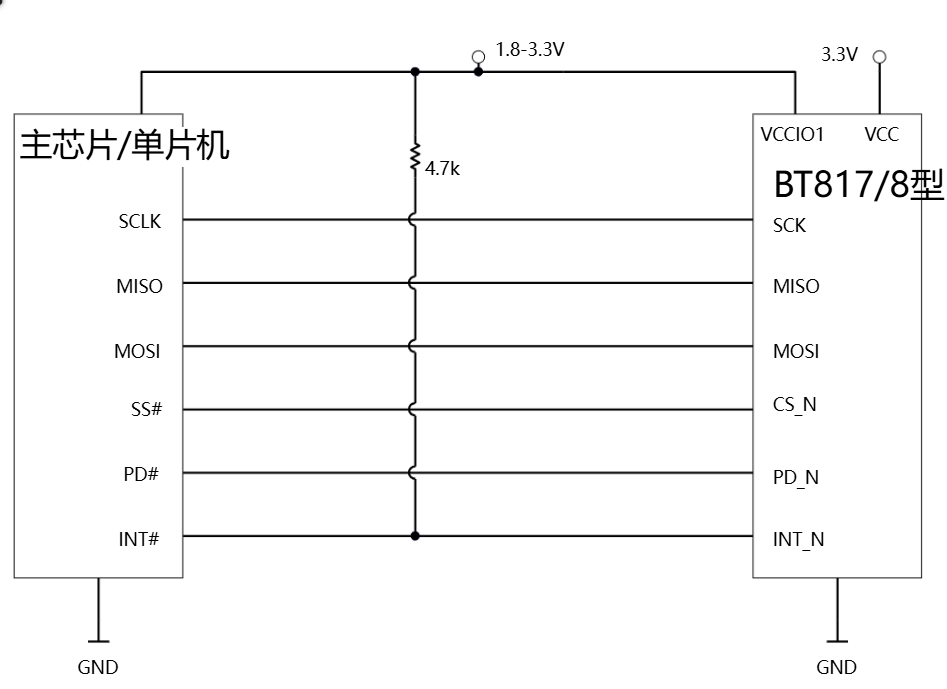 1.8-3.3V
3.3V
主芯片/单片机
VCCIO1
VCC
4.7k
BT817/8型
SCLK
SCK
MISO
MISO
MOSI
MOSI
SS#
CS_N
PD#
PD_N
INT#
INT_N
GND
GND